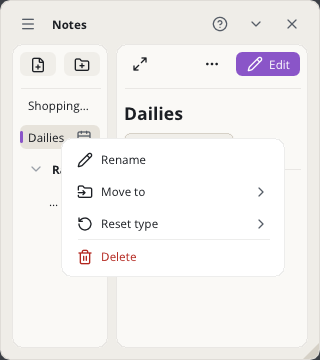 Notes
Edit
Shopping...
Dailies
Dailies
Rename
Move to
Reset type
Delete
...